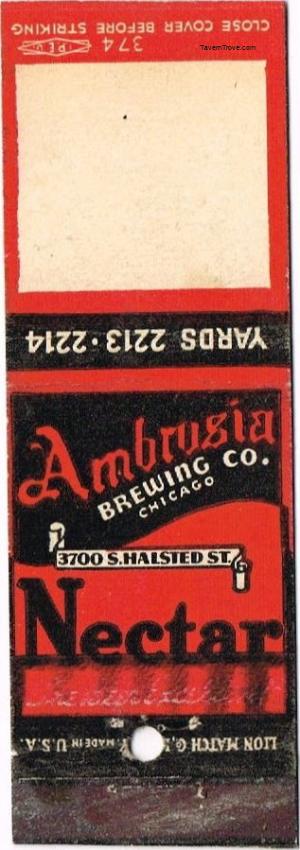 CLOSE COVER BEFORE STRIKING
374
TavernTrove.com
YARDS 2213 · 2214
Ambrosia
BREWING CO.
CHICAGO
3700 S. HALSTED ST.
Nectar
LION MATCH
MADE IN U.S.A.